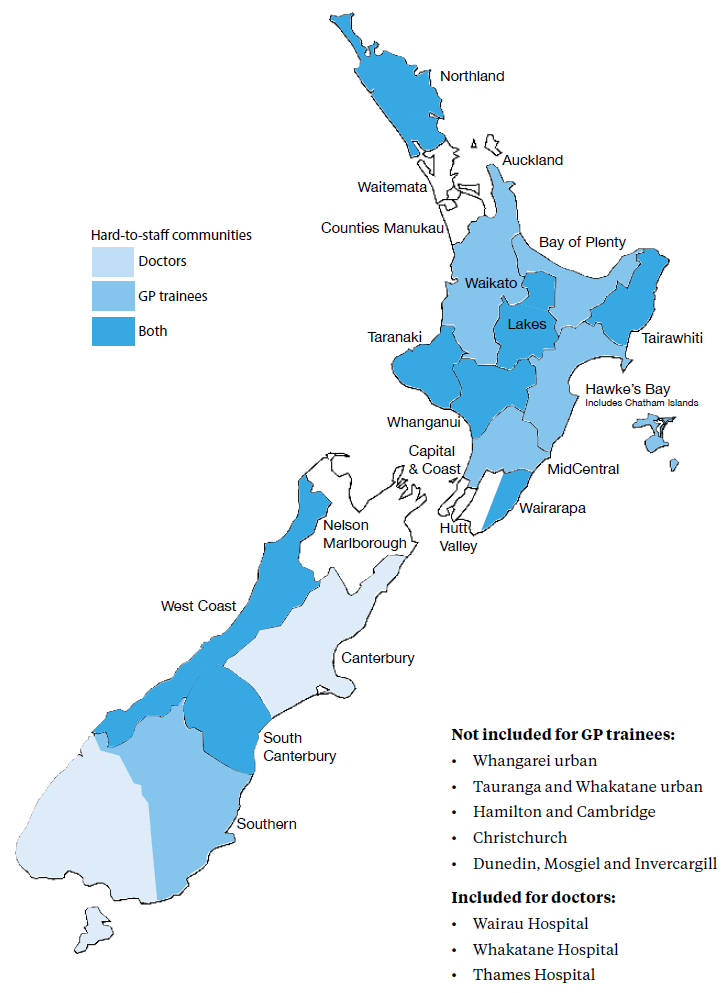 Northland
Auckland
Waitemata
Counties Manukau
Hard-to-staff communities
Doctors
GP trainees
Both
Bay of Plenty
Waikato
Lakes
Taranaki
Tairawhiti
Hawke's Bay
Includes Chatham Islands
Whanganui
Capital
& Coast
MidCentral
Wairarapa
Hutt
Valley
Nelson
Marlborough
West Coast
Canterbury
South
Canterbury
Southern
Not included for GP trainees:
• Whangarei urban
• Tauranga and Whakatane urban
• Hamilton and Cambridge
• Christchurch
• Dunedin, Mosgiel and Invercargill
Included for doctors:
• Wairau Hospital
• Whakatane Hospital
• Thames Hospital